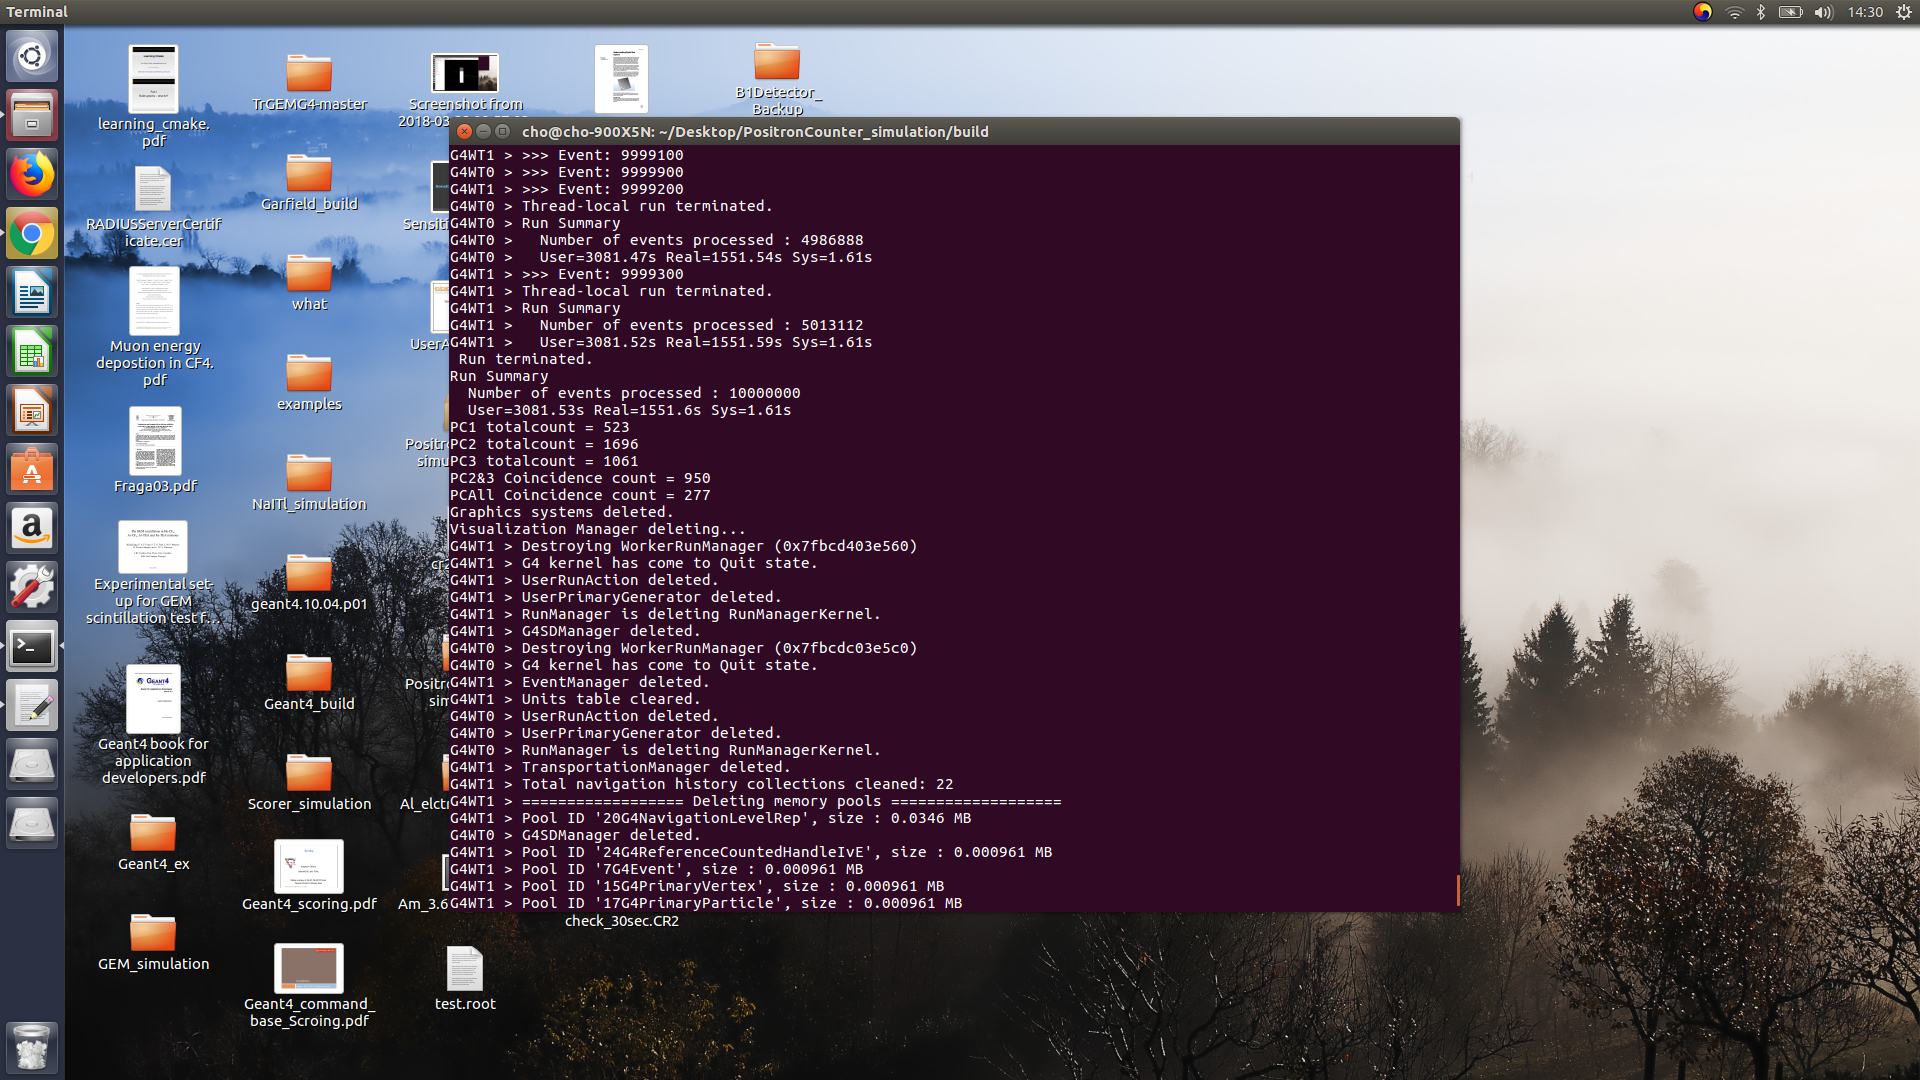 Terminal
14:30
learning_cmake.
pdf
RADIUSServerCertif
icate.cer
Muon energy
depostion in CF4.
pdf
Fraga03.pdf
Experimental set-
up for GEM
scintillation test f...
Geant4 book for
application
developers.pdf
Geant4_ex
GEM_simulation
TrGEMG4-master
Garfield_build
what
examples
NaITl_simulation
geant4.10.04.p01
Geant4_build
Scorer_simulation
Geant4_scoring.pdf
Geant4_command_
base_Scroing.pdf
Screenshot from
2018-03
Sensiti
UserA
Positr
simu
cr
Positr
sim
Al_elct
Am_3.6
test.root
check_30sec.CR2
B1Detector_
Backup
cho@cho-900X5N: ~/Desktop/PositronCounter_simulation/build
G4WT1 > >>> Event: 9999100
G4WT0 > >>> Event: 9999900
G4WT1 > >>> Event: 9999200
G4WT0 > Thread-local run terminated.
G4WT0 > Run Summary
G4WT0 >   Number of events processed : 4986888
G4WT0 >   User=3081.47s Real=1551.54s Sys=1.61s
G4WT1 > >>> Event: 9999300
G4WT1 > Thread-local run terminated.
G4WT1 > Run Summary
G4WT1 >   Number of events processed : 5013112
G4WT1 >   User=3081.52s Real=1551.59s Sys=1.61s
Run terminated.
Run Summary
Number of events processed : 10000000
User=3081.53s Real=1551.6s Sys=1.61s
PC1 totalcount = 523
PC2 totalcount = 1696
PC3 totalcount = 1061
PC2&3 Coincidence count = 950
PCAll Coincidence count = 277
Graphics systems deleted.
Visualization Manager deleting...
G4WT1 > Destroying WorkerRunManager (0x7fbcd403e560)
G4WT1 > G4 kernel has come to Quit state.
G4WT1 > UserRunAction deleted.
G4WT1 > UserPrimaryGenerator deleted.
G4WT1 > RunManager is deleting RunManagerKernel.
G4WT1 > G4SDManager deleted.
G4WT0 > Destroying WorkerRunManager (0x7fbcdc03e5c0)
G4WT0 > G4 kernel has come to Quit state.
G4WT1 > EventManager deleted.
G4WT1 > Units table cleared.
G4WT0 > UserRunAction deleted.
G4WT0 > UserPrimaryGenerator deleted.
G4WT0 > RunManager is deleting RunManagerKernel.
G4WT1 > TransportationManager deleted.
G4WT1 > Total navigation history collections cleaned: 22
G4WT1 > ================== Deleting memory pools ===================
G4WT1 > Pool ID '20G4NavigationLevelRep', size : 0.0346 MB
G4WT0 > G4SDManager deleted.
G4WT1 > Pool ID '24G4ReferenceCountedHandleIvE', size : 0.000961 MB
G4WT1 > Pool ID '7G4Event', size : 0.000961 MB
G4WT1 > Pool ID '15G4PrimaryVertex', size : 0.000961 MB
G4WT1 > Pool ID '17G4PrimaryParticle', size : 0.000961 MB